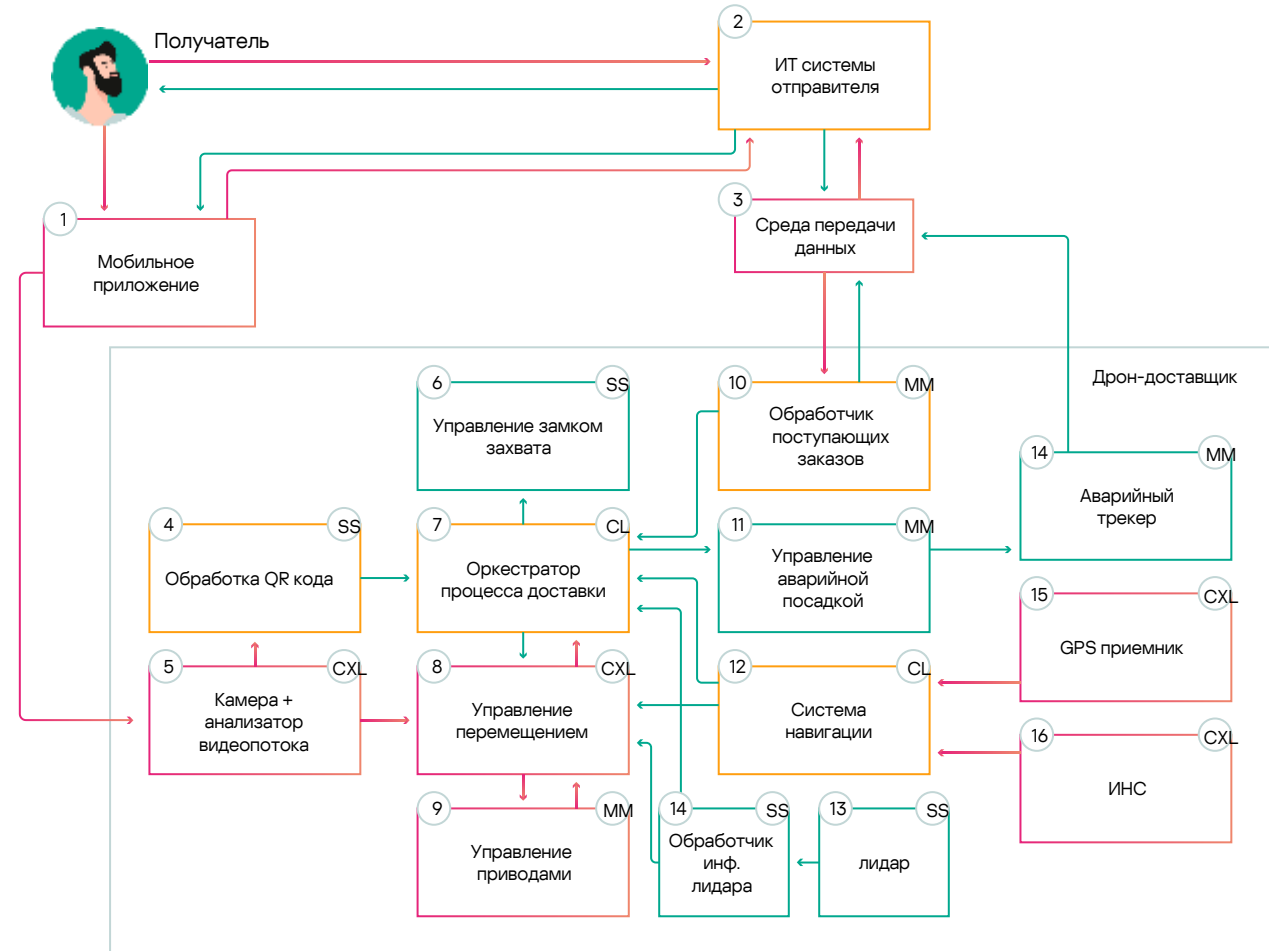 Получатель
2
ИТ системы
отправителя
3
Среда передачи
данных
1
Мобильное
приложение
Дрон-доставщик
6
SS
Управление замком
захвата
10
MM
Обработчик
поступающих
заказов
14
MM
Аварийный
трекер
4
SS
Обработка QR кода
7
CL
Оркестратор
процесса доставки
11
MM
Управление
аварийной
посадкой
15
CXL
GPS приемник
5
CXL
Камера +
анализатор
видеопотока
8
CXL
Управление
перемещением
12
CL
Система
навигации
16
CXL
ИНС
9
MM
Управление
приводами
14
SS
Обработчик
инф.
лидара
13
SS
лидар